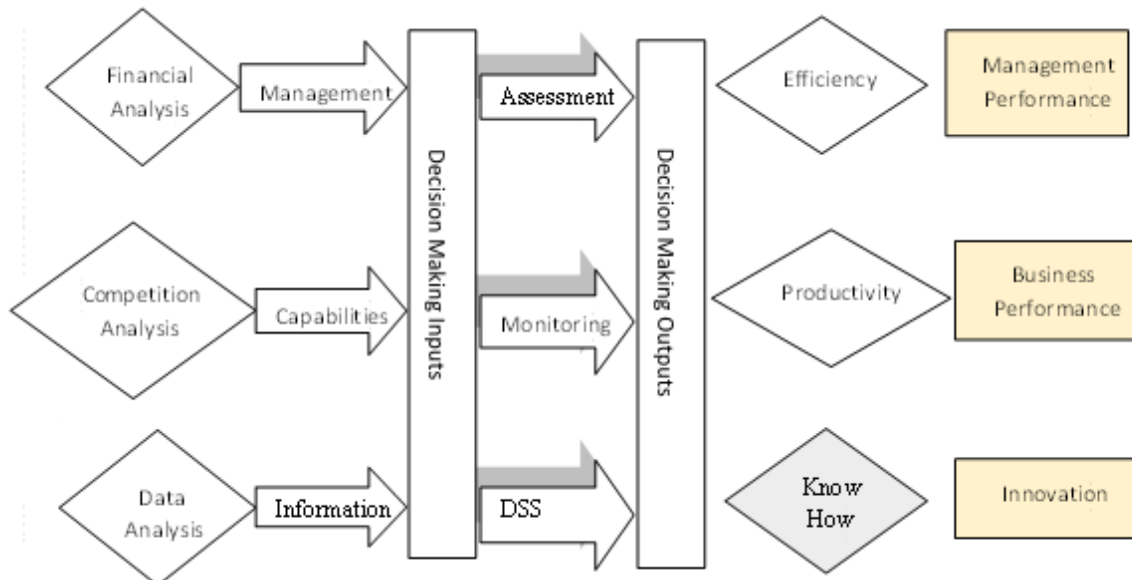 Financial
Analysis
Management
Assessment
Efficiency
Management
Performance
Decision Making Inputs
Decision Making Outputs
Competition
Analysis
Capabilities
Monitoring
Productivity
Business
Performance
Data
Analysis
Information
DSS
Know
How
Innovation